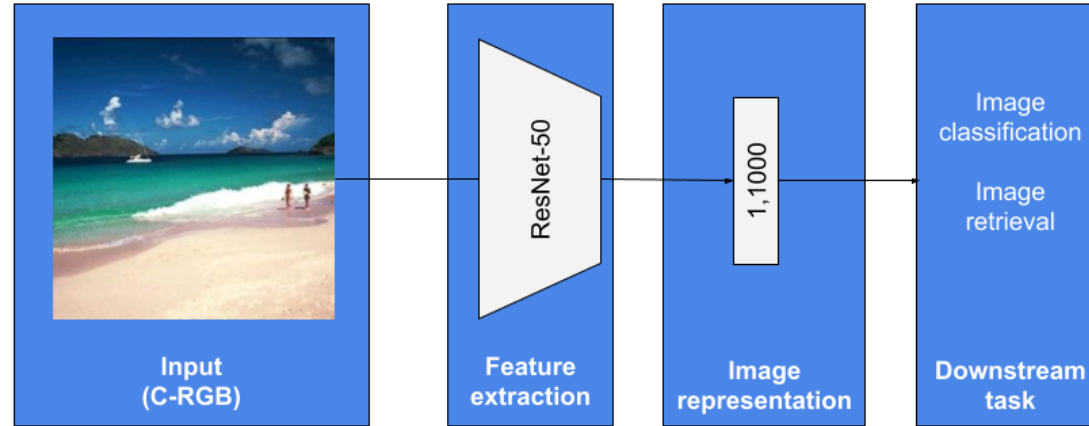 Input
(C-RGB)
ResNet-50
Feature
extraction
1,1000
Image
representation
Image
classification
Image
retrieval
Downstream
task